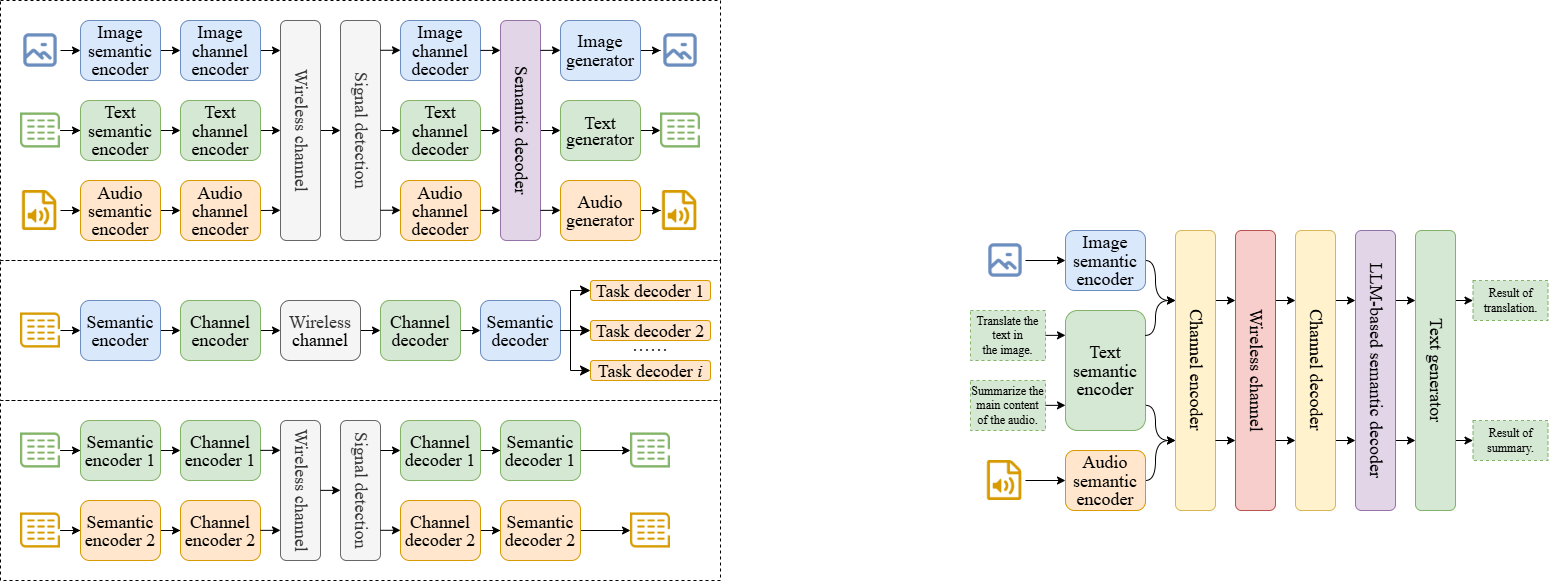 Image
semantic
encoder
Image
channel
encoder
Wireless channel
Signal detection
Image
channel
decoder
Semantic decoder
Image
generator
Text
semantic
encoder
Text
channel
encoder
Text
channel
decoder
Text
generator
Audio
semantic
encoder
Audio
channel
encoder
Audio
channel
decoder
Audio
generator
Semantic
encoder
Channel
encoder
Wireless
channel
Channel
decoder
Semantic
decoder
Task decoder 1
Task decoder 2
......
Task decoder i
Semantic
encoder 1
Channel
encoder 1
Wireless channel
Signal detection
Channel
decoder 1
Semantic
decoder 1
Semantic
encoder 2
Channel
encoder 2
Channel
decoder 2
Semantic
decoder 2
Image
semantic
encoder
Translate the
text in
the image.
Text
semantic
encoder
Summarize the
main content
of the audio.
Audio
semantic
encoder
Channel encoder
Wireless channel
Channel decoder
LLM-based semantic decoder
Text generator
Result of
translation.
Result of
summary.